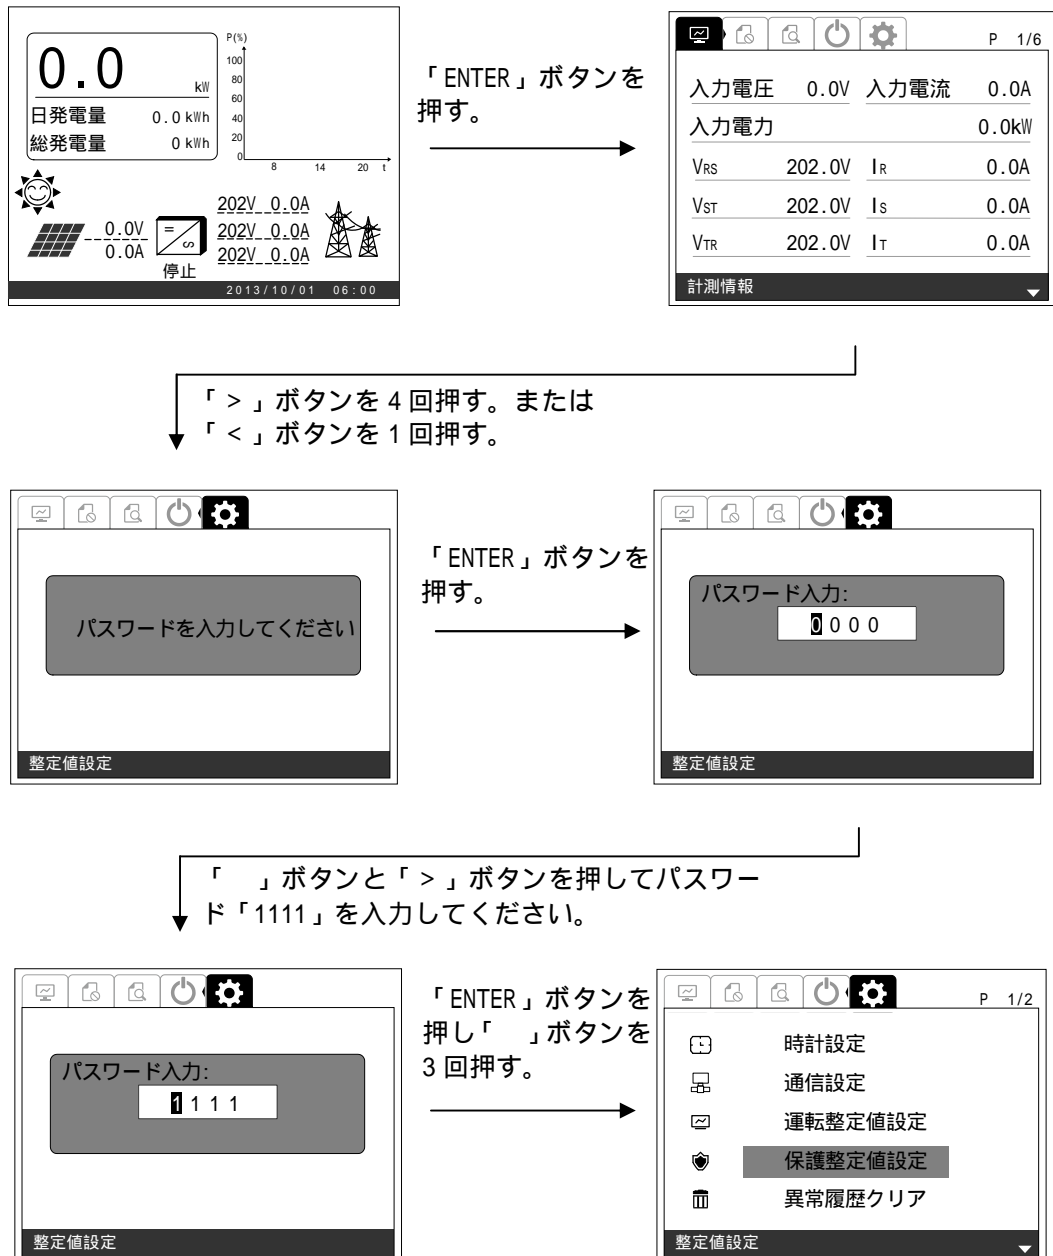 P(%)
100
80
60
40
20
0
8 14 20 t
0.0 kW
日発電量 0.0kWh
総発電量 0kWh
202V 0.0A
0.0V
0.0A
202V 0.0A
202V 0.0A
停止
2013/10/01 06:00
「ENTER」ボタンを
押す。
P 1/6
入力電圧 0.0V 入力電流 0.0A
入力電力 0.0kW
VRS 202.0V IR 0.0A
VST 202.0V IS 0.0A
VTR 202.0V IT 0.0A
計測情報
「>」ボタンを4回押す。または
「<」ボタンを1回押す。
パスワードを入力してください
整定値設定
「ENTER」ボタンを
押す。
パスワード入力:
0000
整定値設定
「 」ボタンと「>」ボタンを押してパスワー
ド「1111」を入力してください。
パスワード入力:
1111
整定値設定
「ENTER」ボタンを
押し「 」ボタンを
3回押す。
P 1/2
時計設定
通信設定
運転整定値設定
保護整定値設定
異常履歴クリア
整定値設定